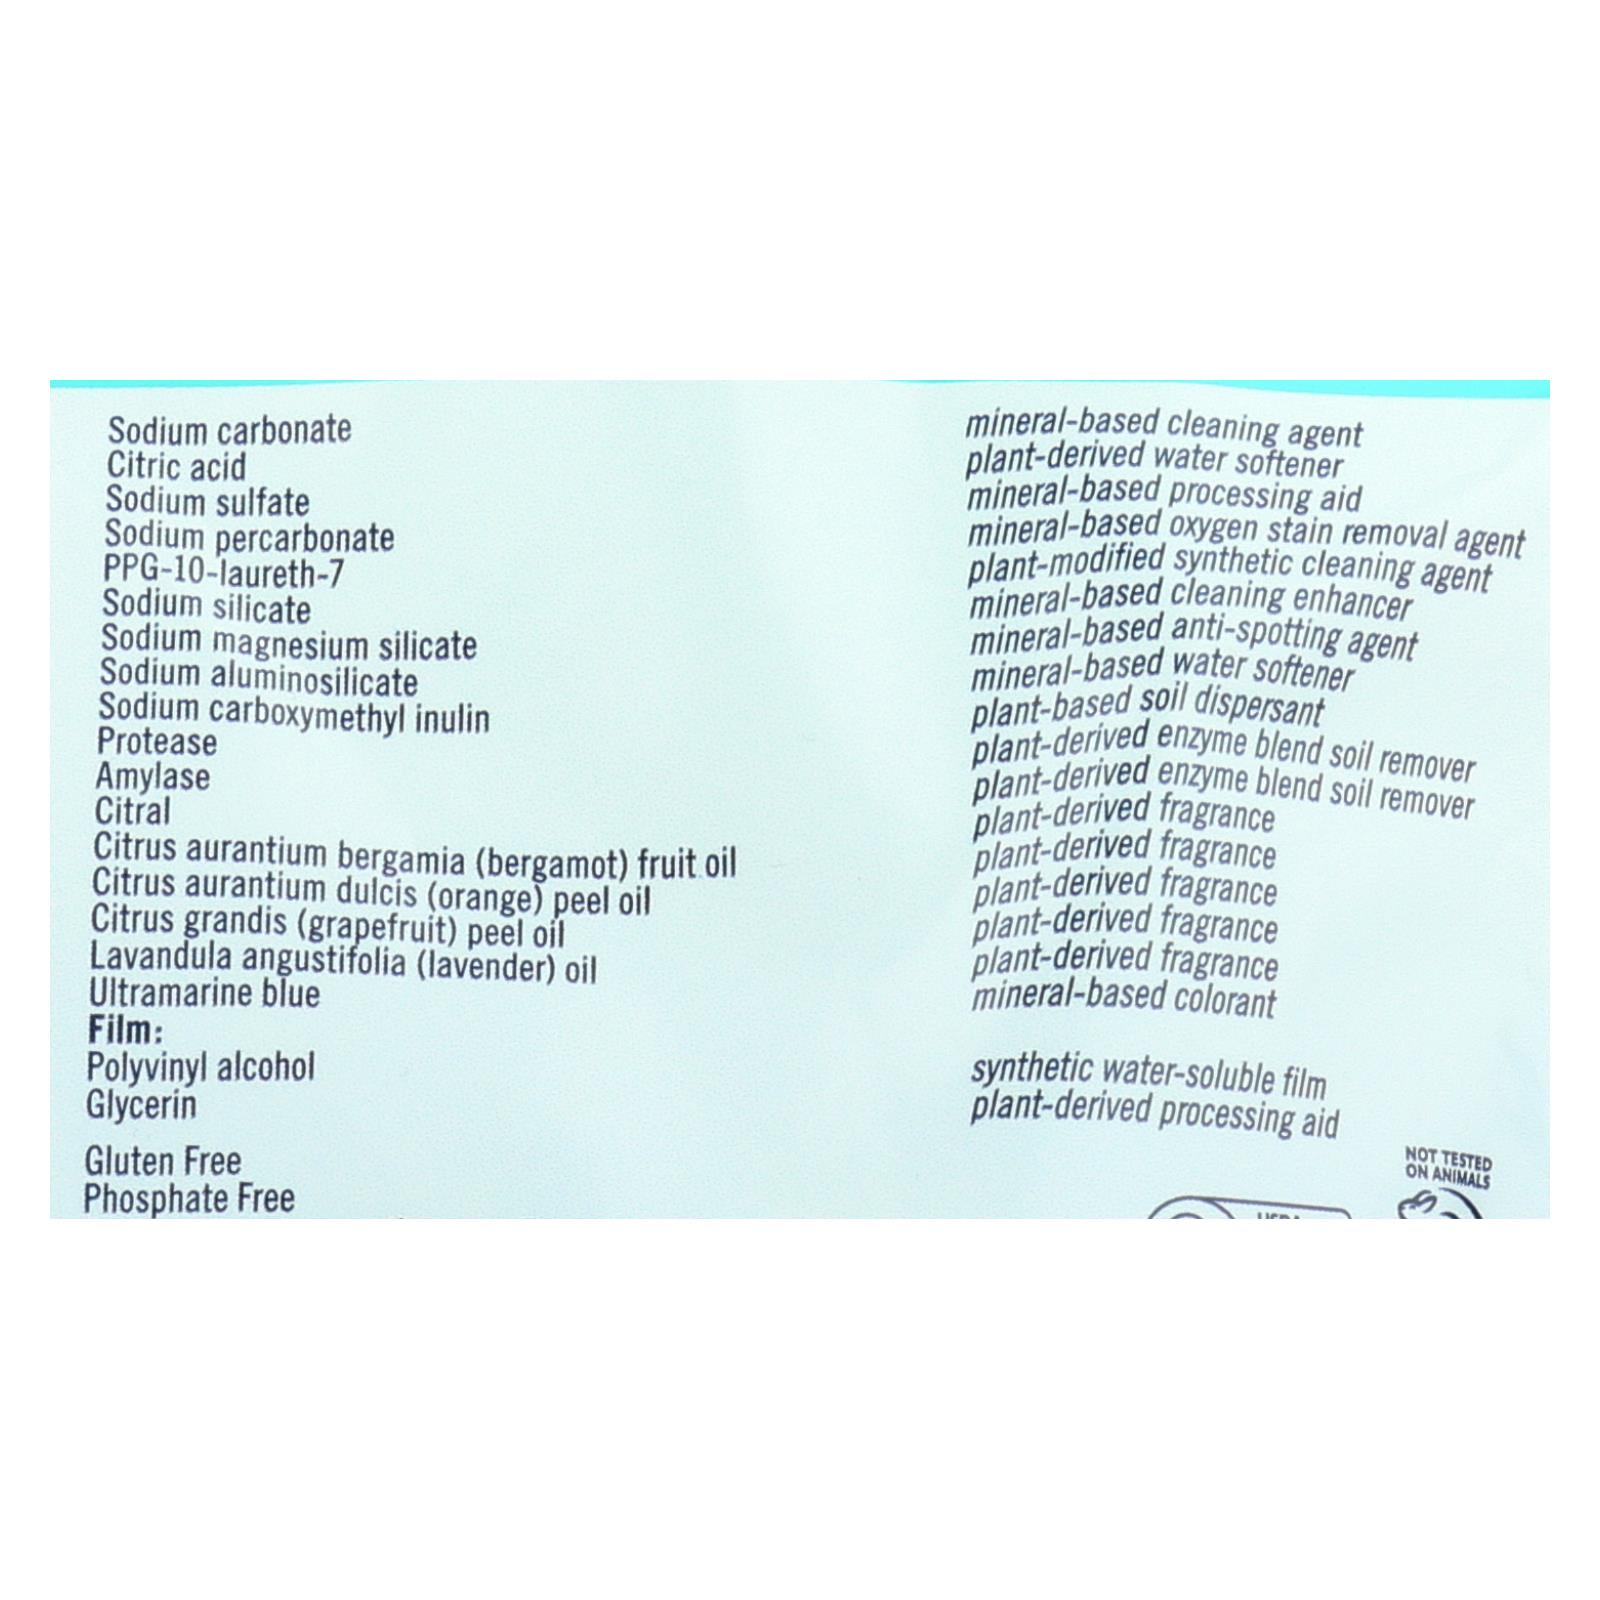 Sodium carbonate mineral-based cleaning agent
Citric acid plant-derived water softener
Sodium sulfate mineral-based processing aid
Sodium percarbonate mineral-based oxygen stain removal agent
PPG-10-laureth-7 plant-modified synthetic cleaning agent
Sodium silicate mineral-based cleaning enhancer
Sodium magnesium silicate mineral-based anti-spotting agent
Sodium aluminosilicate mineral-based water softener
Sodium carboxymethyl inulin plant-based soil dispersant
Protease plant-derived enzyme blend soil remover
Amylase plant-derived enzyme blend soil remover
Citral plant-derived fragrance
Citrus aurantium bergamia (bergamot) fruit oil plant-derived fragrance
Citrus aurantium dulcis (orange) peel oil plant-derived fragrance
Citrus grandis (grapefruit) peel oil plant-derived fragrance
Lavandula angustifolia (lavender) oil plant-derived fragrance
Ultramarine blue mineral-based colorant
Film:
Polyvinyl alcohol synthetic water-soluble film
Glycerin plant-derived processing aid
Gluten Free
Phosphate Free
NOT TESTED
ON ANIMALS